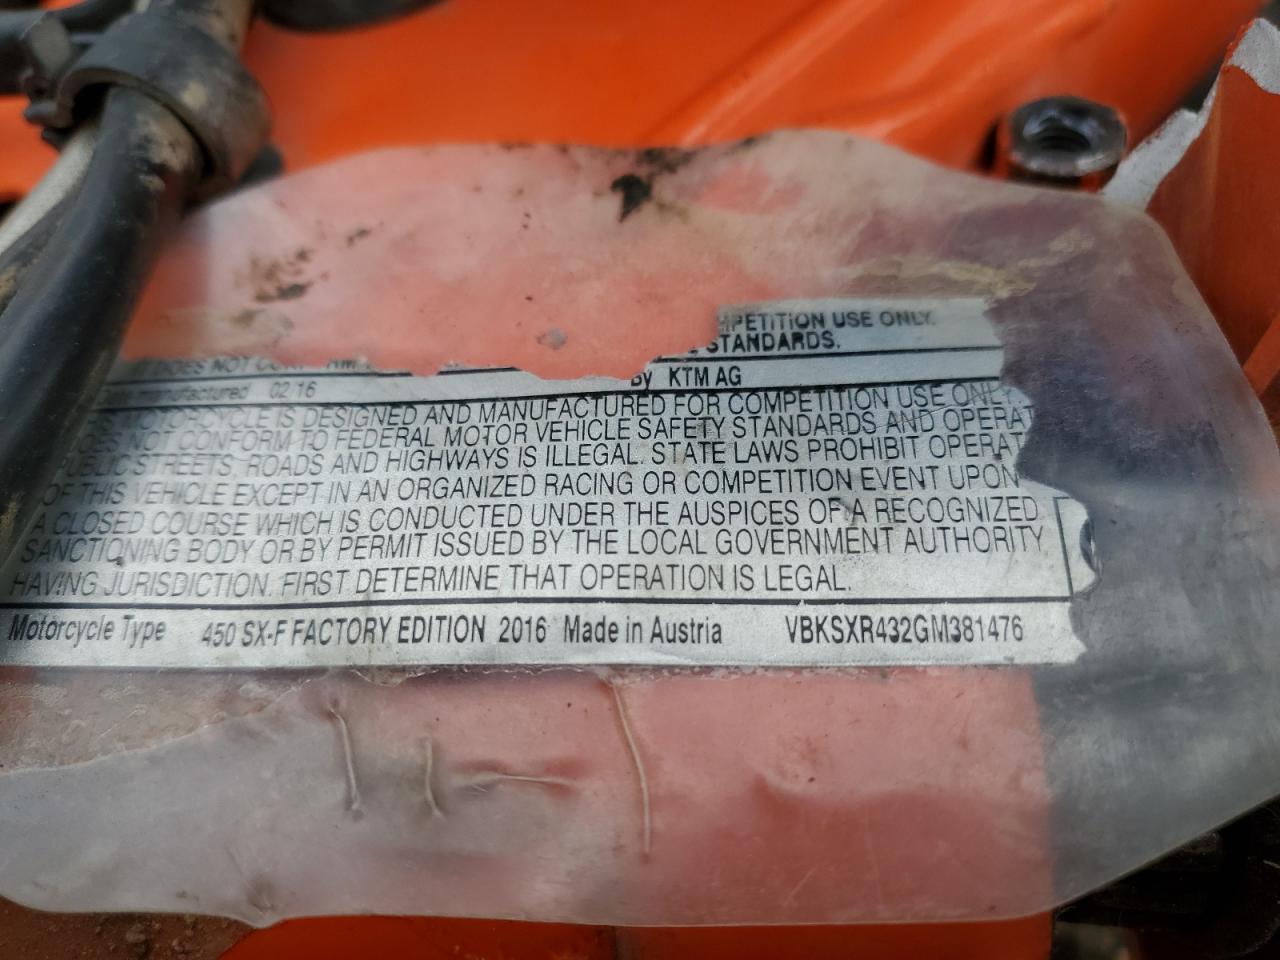 MPETITION USE ONLY.
STANDARDS.
DOES NOT
manufactured 02 16 By KTM AG
MOTORCYCLE IS DESIGNED AND MANUFACTURED FOR COMPETITION USE ONLY
DOES NOT CONFORM TO FEDERAL MOTOR VEHICLE SAFETY STANDARDS AND OPERAT
PUBLIC STREETS, ROADS AND HIGHWAYS IS ILLEGAL. STATE LAWS PROHIBIT OPERAT
OF THIS VEHICLE EXCEPT IN AN ORGANIZED RACING OR COMPETITION EVENT UPON
A CLOSED COURSE WHICH IS CONDUCTED UNDER THE AUSPICES OF A RECOGNIZED
SANCTIONING BODY OR BY PERMIT ISSUED BY THE LOCAL GOVERNMENT AUTHORITY
HAVING JURISDICTION. FIRST DETERMINE THAT OPERATION IS LEGAL.
Motorcycle Type 450 SX-F FACTORY EDITION 2016 Made in Austria VBKSXR432GM381476